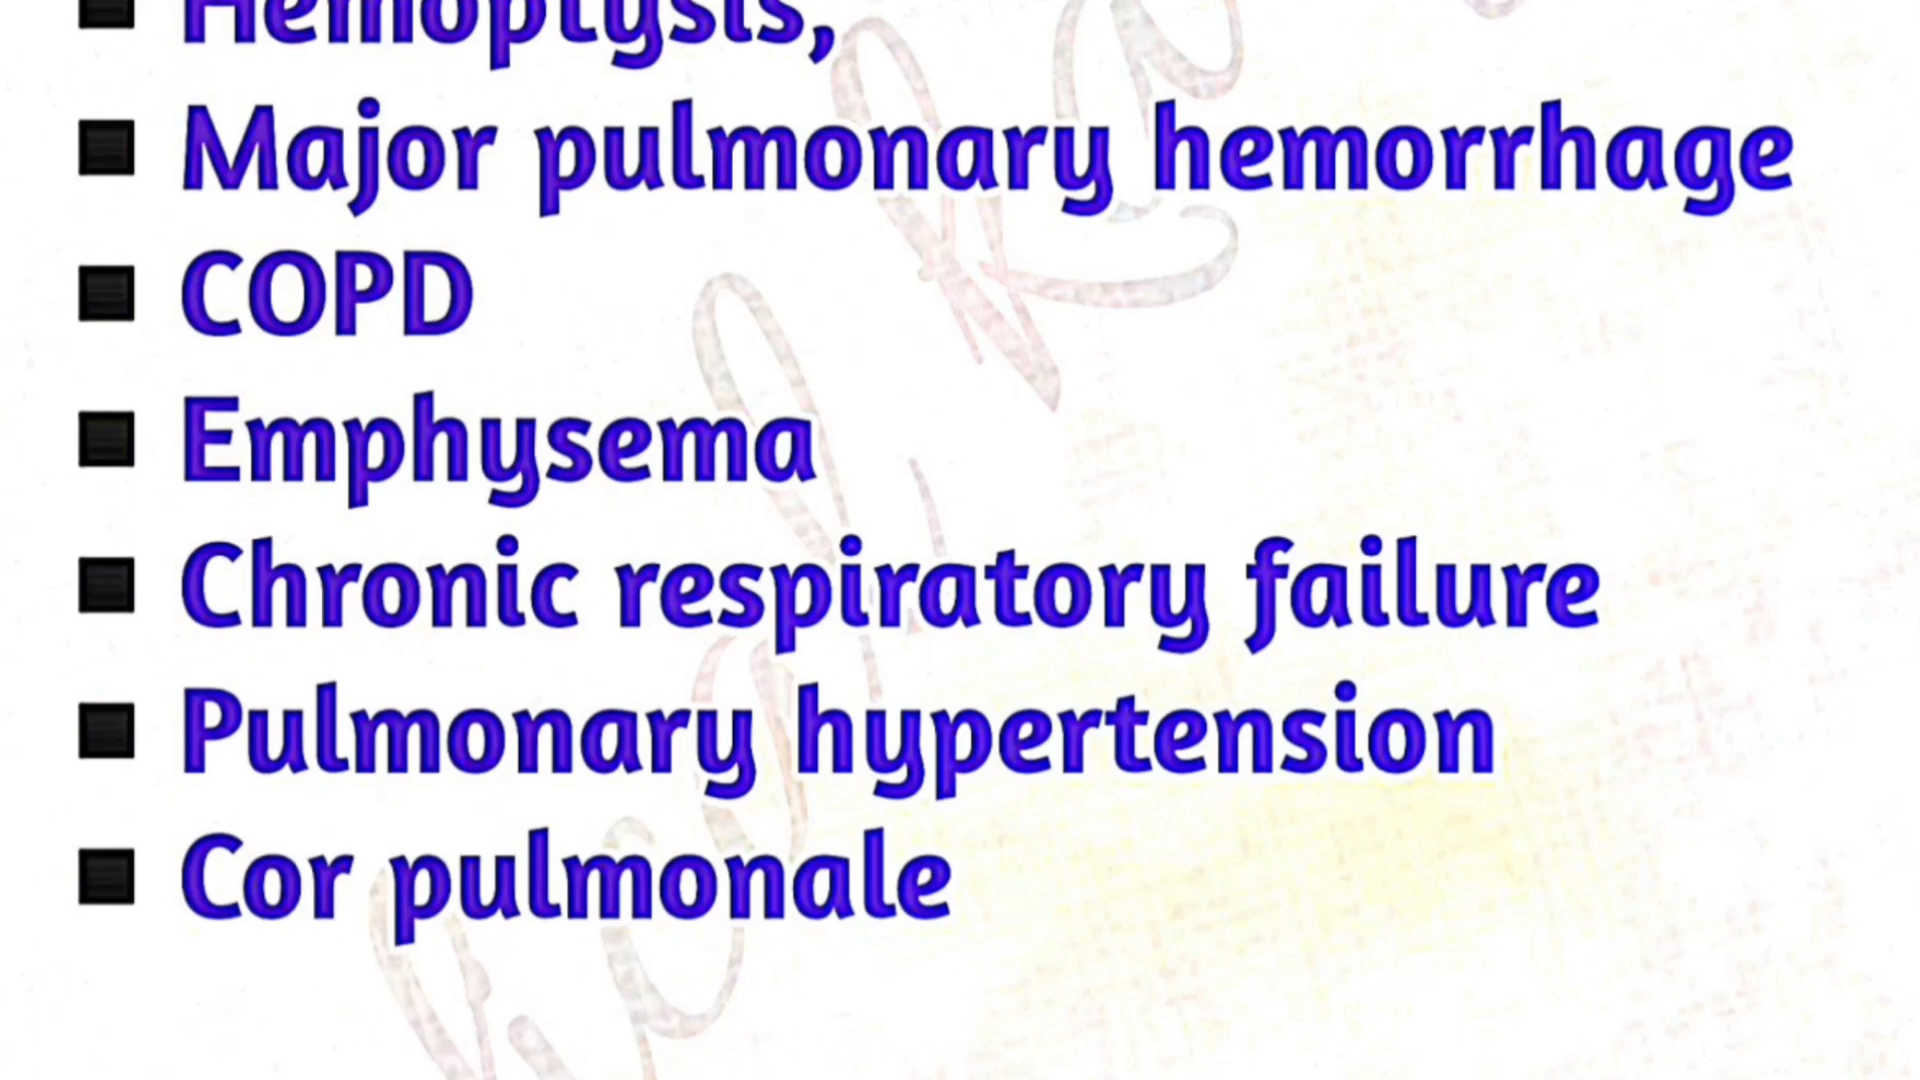 Hemoptysis,
Major pulmonary hemorrhage
COPD
Emphysema
Chronic respiratory failure
Pulmonary hypertension
Cor pulmonale